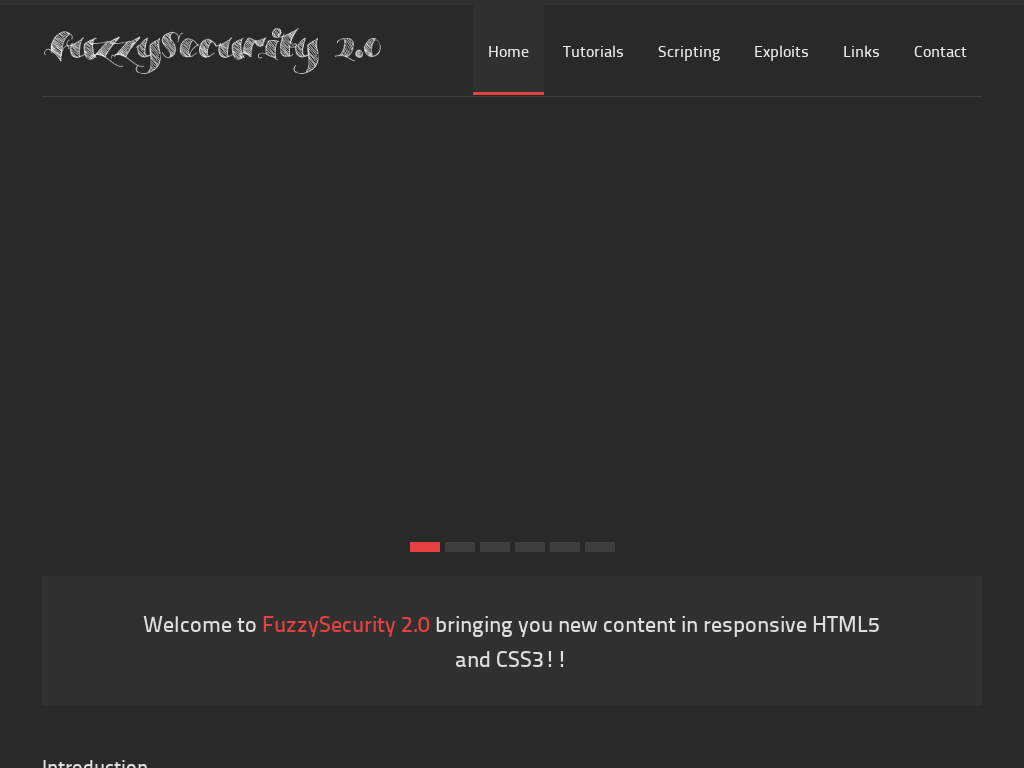 fuzzySecurity 2.0
Home Tutorials Scripting Exploits Links Contact
Welcome to FuzzySecurity 2.0 bringing you new content in responsive HTML5
and CSS3!!
Introduction